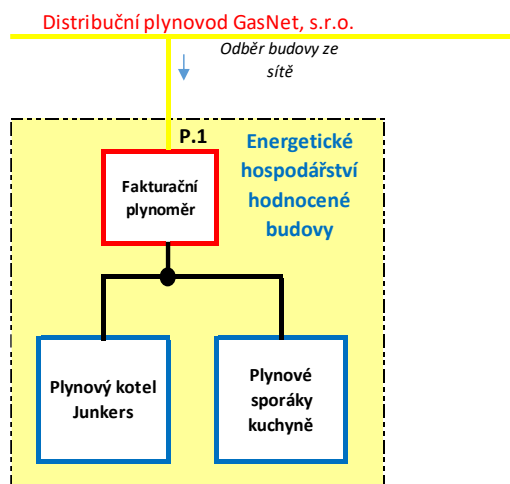 Distribuční plynovod GasNet, s.r.o.
Odběr budovy ze
sítě
P.1
Energetické
hospodářství
hodnocené
budovy
Fakturační
plynoměr
Plynový kotel
Junkers
Plynové
sporáky
kuchyně